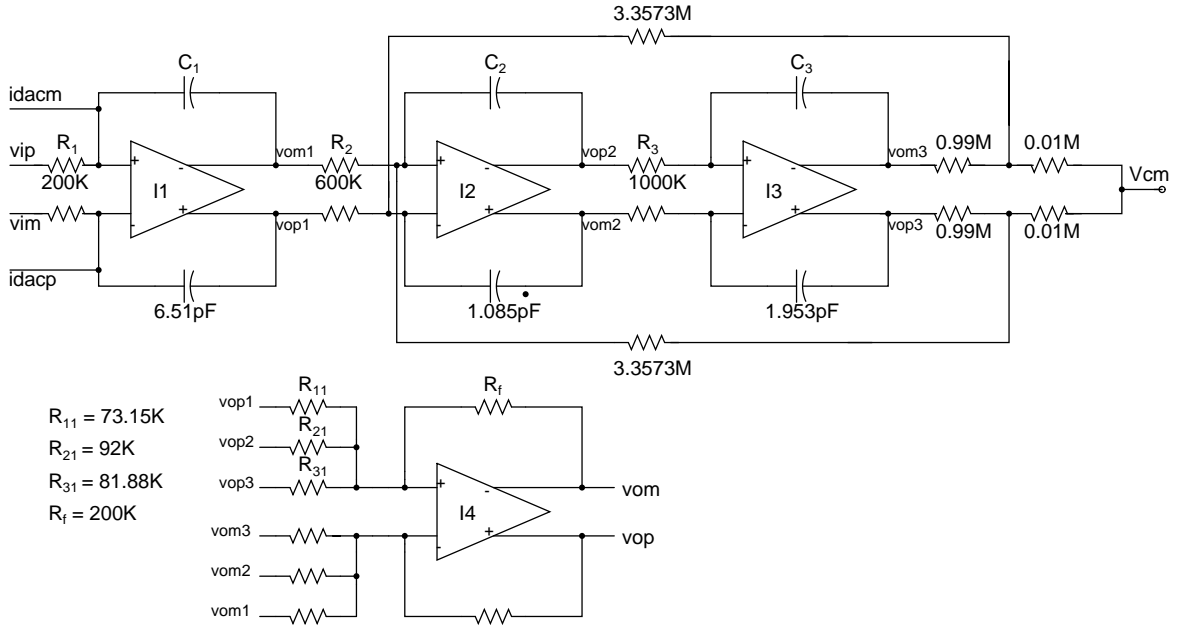 3.3573M
C₁
C₂
C₃
idacm
vip
R₁
200K
+
-
vom1
R₂
600K
+
-
vop2
R₃
1000K
+
-
vom3
0.99M
0.01M
Vcm
I1
I2
I3
vim
-
+
vop1
-
+
vom2
-
+
vop3
0.99M
0.01M
idacp
6.51pF
1.085pF
1.953pF
3.3573M
R₁₁ = 73.15K
R₂₁ = 92K
R₃₁ = 81.88K
R_f = 200K
vop1
R₁₁
R_f
vop2
R₂₁
vop3
R₃₁
+
-
vom
I4
vom3
-
+
vop
vom2
vom1